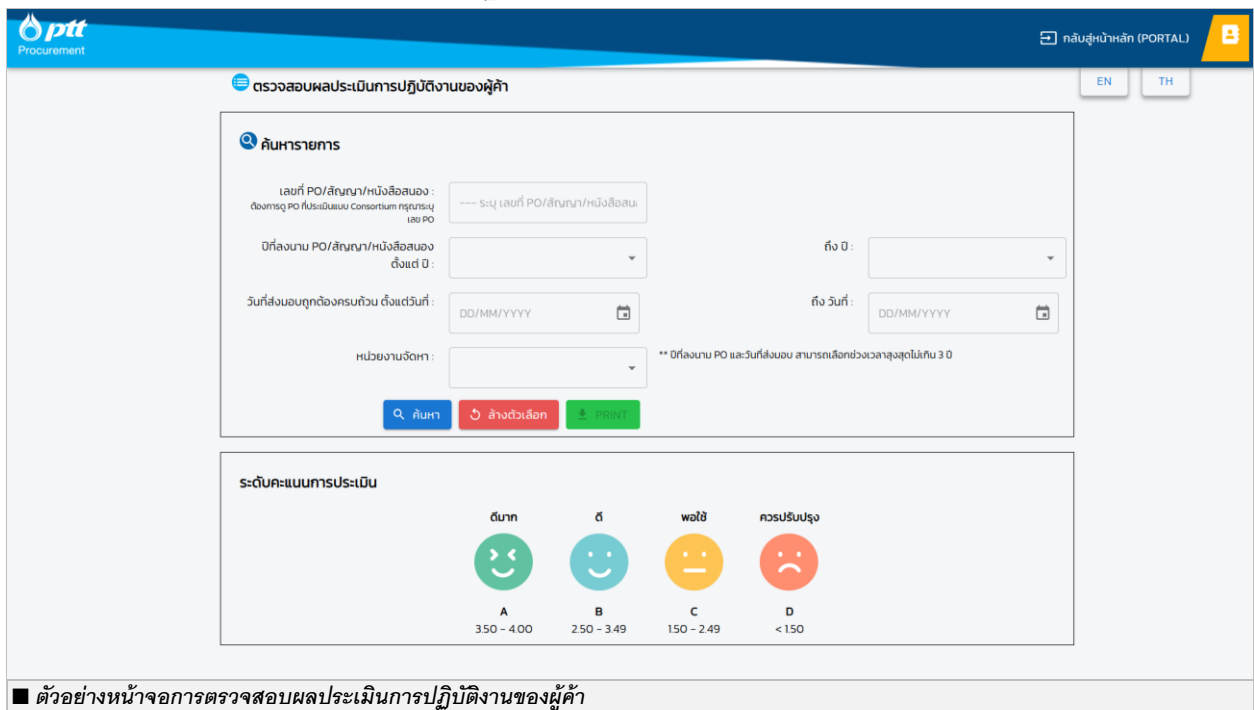 ptt
Procurement
กลับสู่หน้าหลัก (PORTAL)
ตรวจสอบผลประเมินการปฏิบัติงานของผู้ค้า
EN TH
ค้นหารายการ
เลขที่ PO/สัญญา/หนังสือสนอง :
ต้องการดู PO ที่ประเมินแบบ Consortium กรุณาระบุ
เลข PO
--- ระบุ เลขที่ PO/สัญญา/หนังสือสน
ปีที่ลงนาม PO/สัญญา/หนังสือสนอง
ตั้งแต่ ปี :
ถึง ปี :
วันที่ส่งมอบถูกต้องครบถ้วน ตั้งแต่วันที่ :
DD/MM/YYYY
ถึง วันที่ :
DD/MM/YYYY
หน่วยงานจัดหา :
** ปีที่ลงนาม PO และวันที่ส่งมอบ สามารถเลือกช่วงเวลาสูงสุดไม่เกิน 3 ปี
ค้นหา ล้างตัวเลือก PRINT
ระดับคะแนนการประเมิน
ดีมาก ดี พอใช้ ควรปรับปรุง
A B C D
3.50 - 4.00 2.50 - 3.49 1.50 - 2.49 < 1.50
■ ตัวอย่างหน้าจอการตรวจสอบผลประเมินการปฏิบัติงานของผู้ค้า